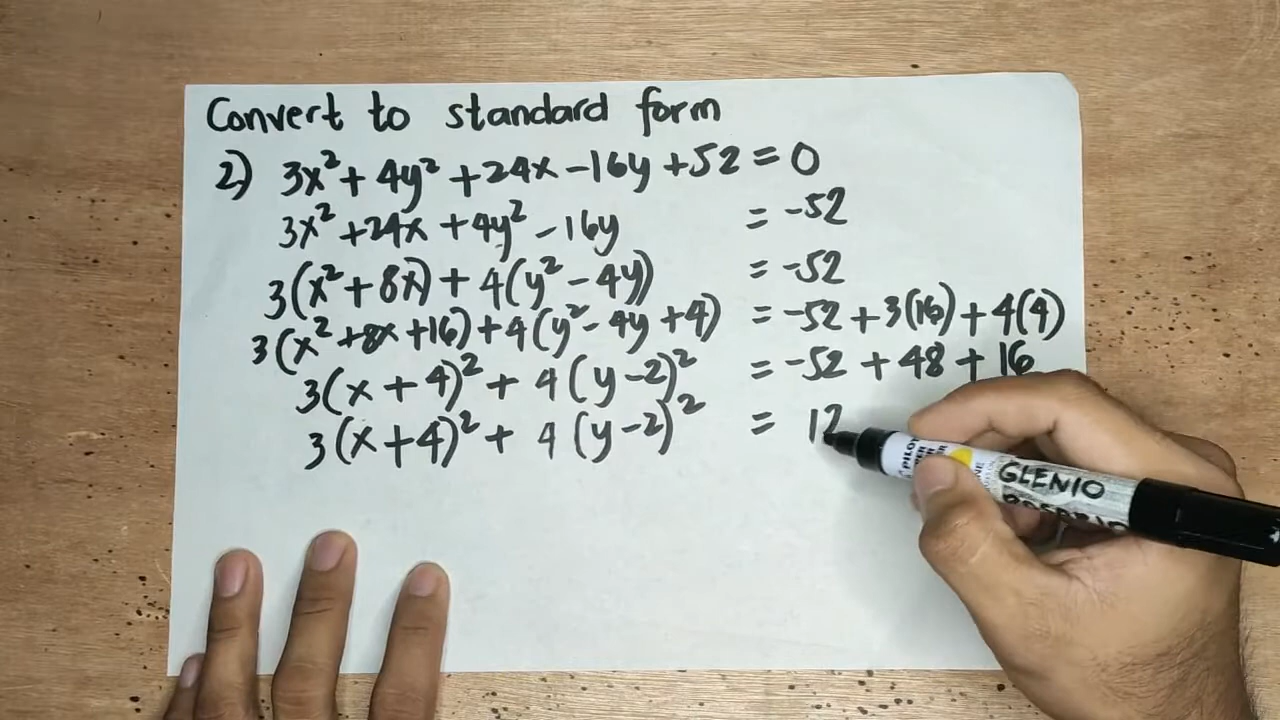 Convert to standard form
2) 3x² + 4y² + 24x - 16y + 52 = 0
3x² + 24x + 4y² - 16y = -52
3(x² + 8x) + 4(y² - 4y) = -52
3(x² + 8x + 16) + 4(y² - 4y + 4) = -52 + 3(16) + 4(4)
3(x + 4)² + 4(y - 2)² = -52 + 48 + 16
3(x + 4)² + 4(y - 2)² = 12
PILOT
GLENIO